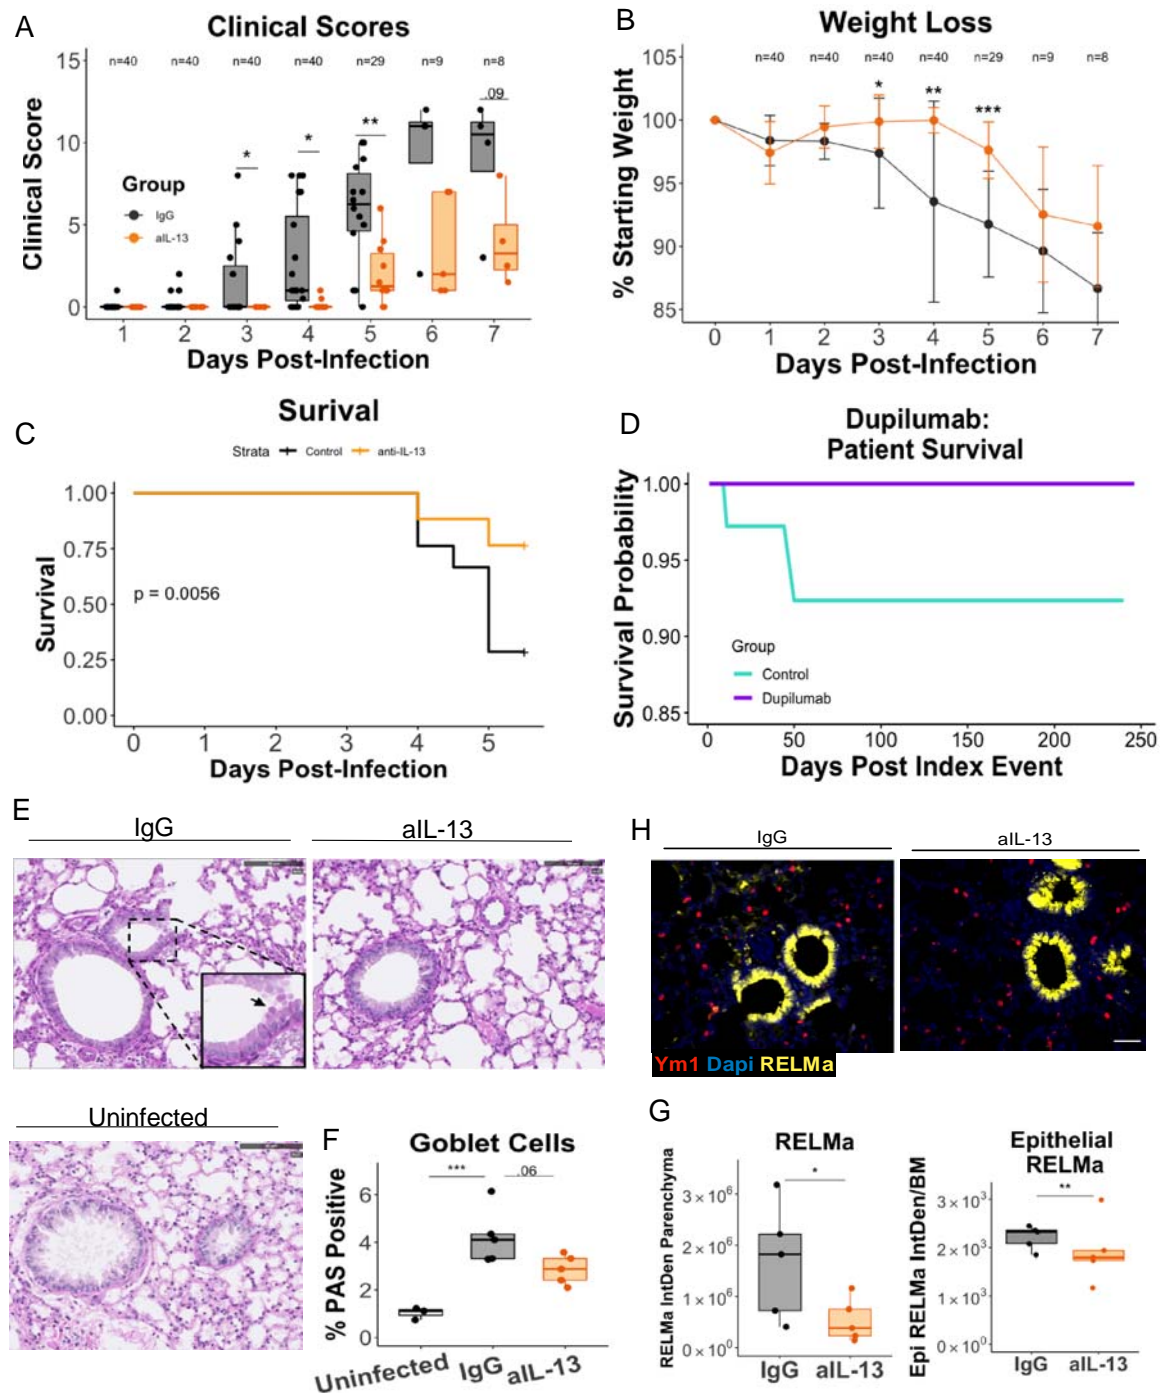 A
Clinical Scores
15
10
5
0
n=40 n=40 n=40 n=40 n=29 n=9 n=8
* * ** .09
Clinical Score
Group
IgG
aIL-13
1 2 3 4 5 6 7
Days Post-Infection
B
Weight Loss
105
100
95
90
85
n=40 n=40 n=40 n=40 n=29 n=9 n=8
* ** ***
% Starting Weight
0 1 2 3 4 5 6 7
Days Post-Infection
C
Surival
Strata Control anti-IL-13
1.00
0.75
0.50
0.25
0.00
Survival
p = 0.0056
0 1 2 3 4 5
Days Post-Infection
D
Dupilumab:
Patient Survival
1.00
0.95
0.90
0.85
Survival Probability
Group
Control
Dupilumab
0 50 100 150 200 250
Days Post Index Event
E
IgG aIL-13
Uninfected
F
Goblet Cells
*** .06
6
4
2
0
% PAS Positive
Uninfected IgG aIL-13
H
IgG aIL-13
Ym1 Dapi RELMa
G
RELMa
*
3 × 10⁶
2 × 10⁶
1 × 10⁶
0 × 10⁰
RELMa IntDen Parenchyma
IgG aIL-13
Epithelial
RELMa
**
3 × 10³
2 × 10³
1 × 10³
0 × 10⁰
Epi RELMa IntDen/BM
IgG aIL-13